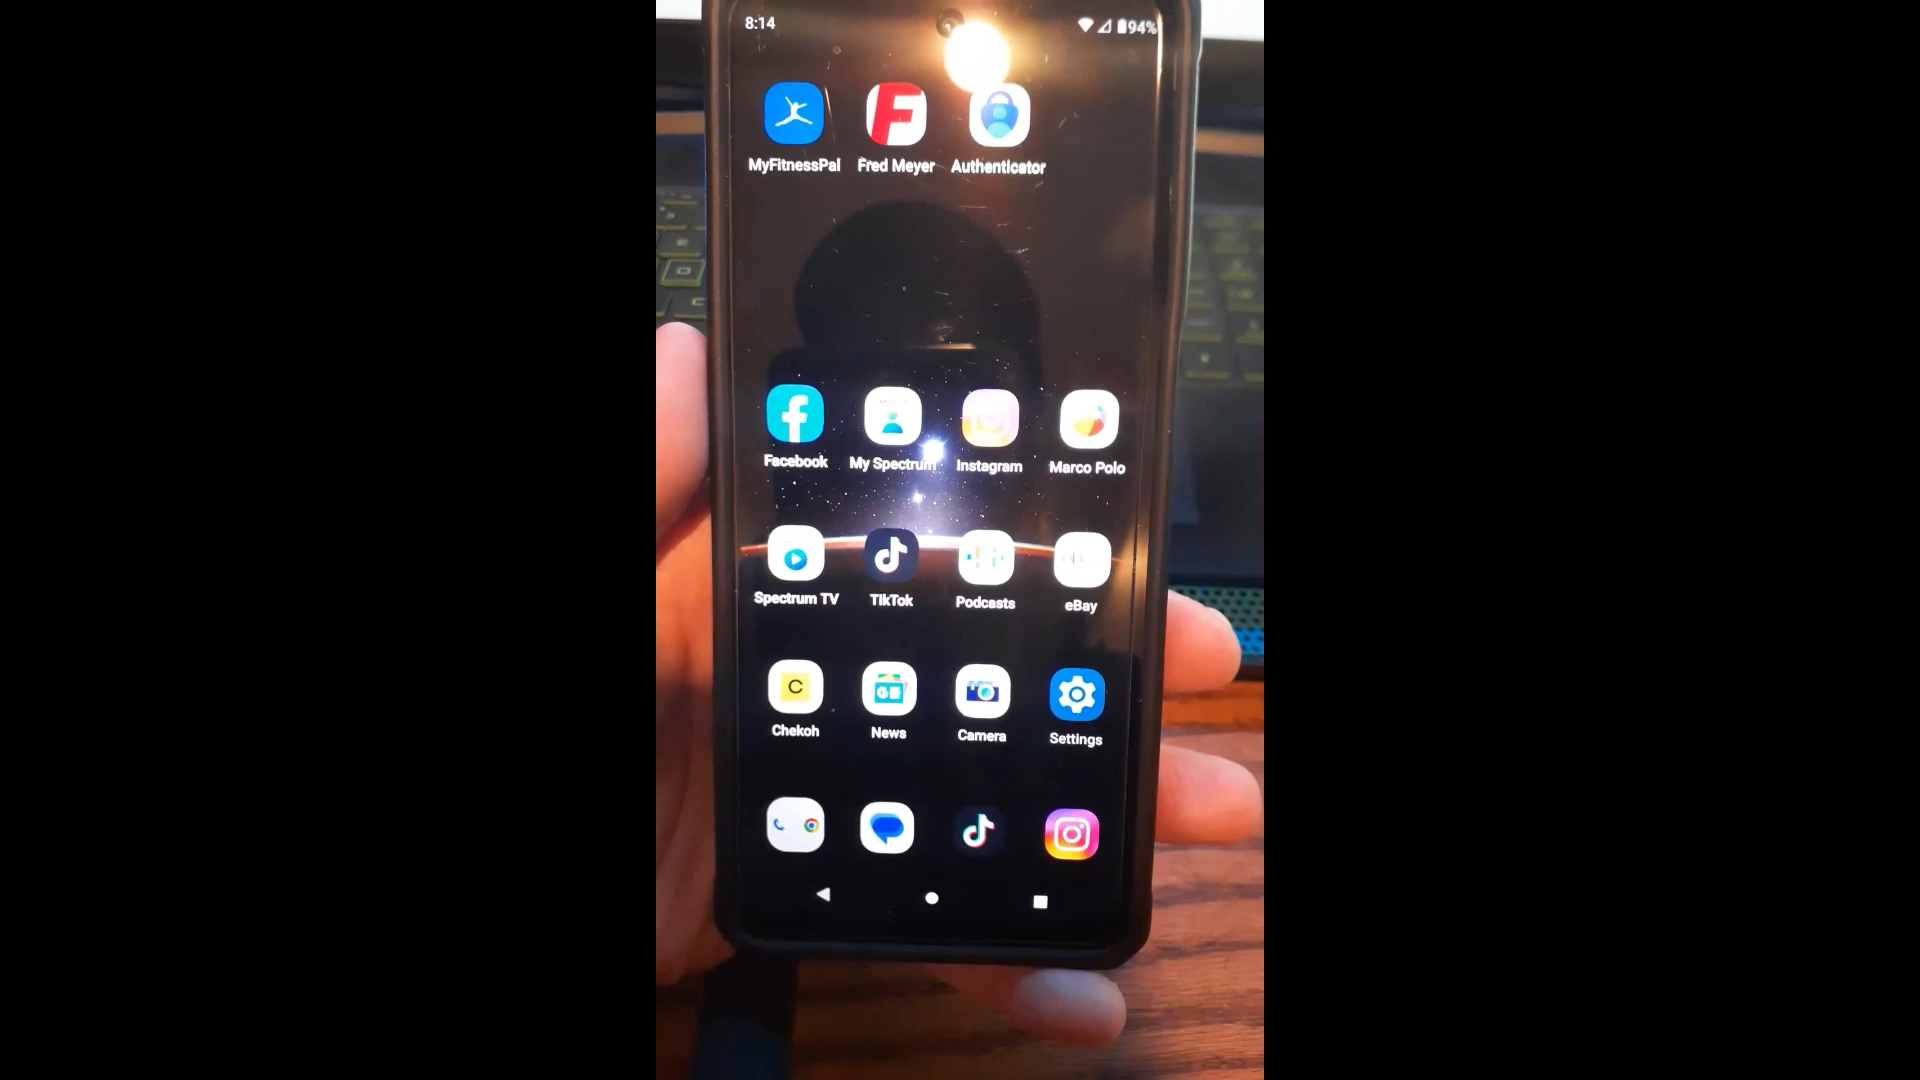 8:14 94%
MyFitnessPal Fred Meyer Authenticator
Facebook My Spectrum Instagram Marco Polo
Spectrum TV TikTok Podcasts eBay
C
Chekoh News Camera Settings